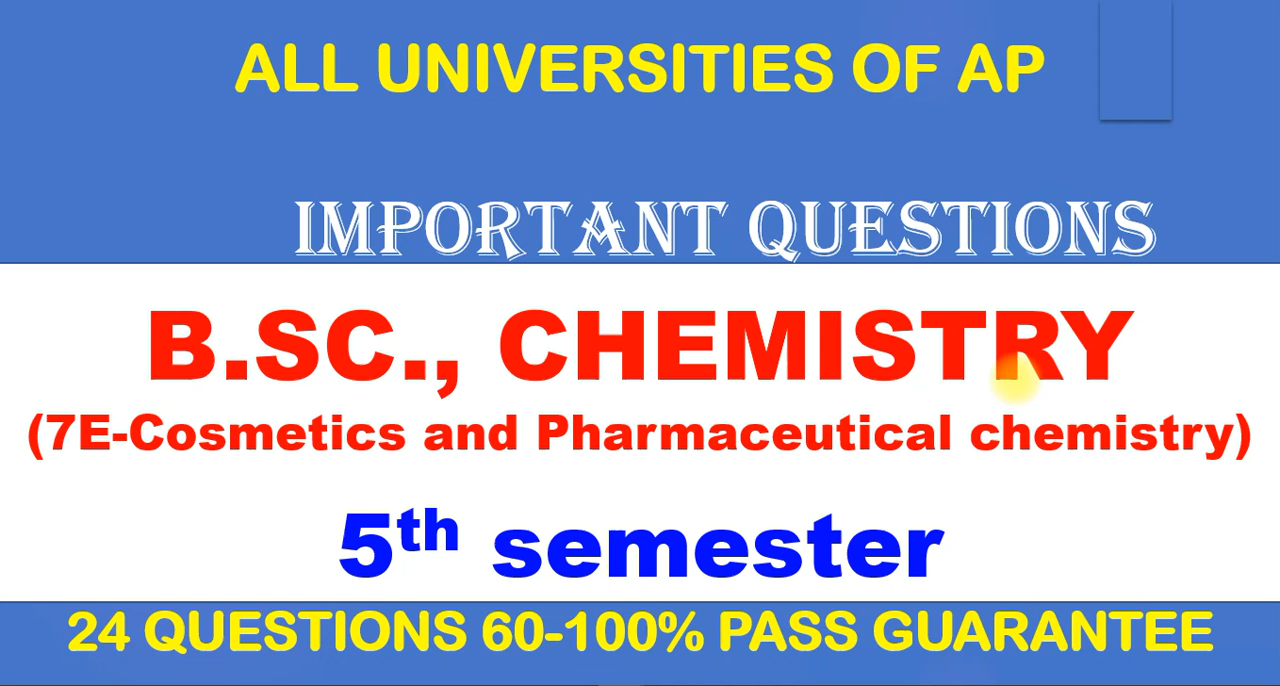 ALL UNIVERSITIES OF AP
IMPORTANT QUESTIONS
B.SC., CHEMISTRY
(7E-Cosmetics and Pharmaceutical chemistry)
5th semester
24 QUESTIONS 60-100% PASS GUARANTEE